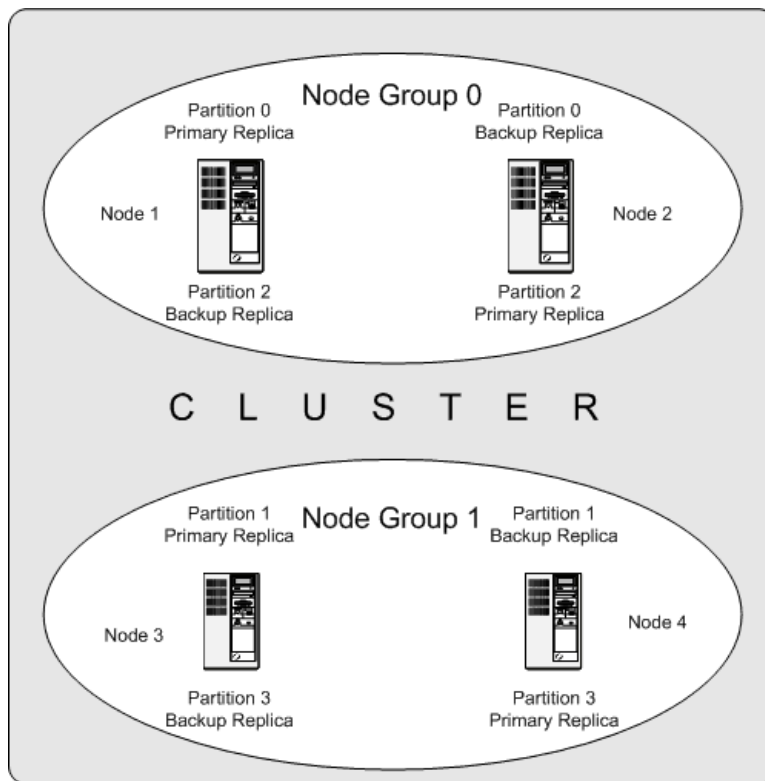 Node Group 0
Partition 0
Primary Replica
Partition 0
Backup Replica
Node 1
Node 2
Partition 2
Backup Replica
Partition 2
Primary Replica
C L U S T E R
Node Group 1
Partition 1
Primary Replica
Partition 1
Backup Replica
Node 3
Node 4
Partition 3
Backup Replica
Partition 3
Primary Replica